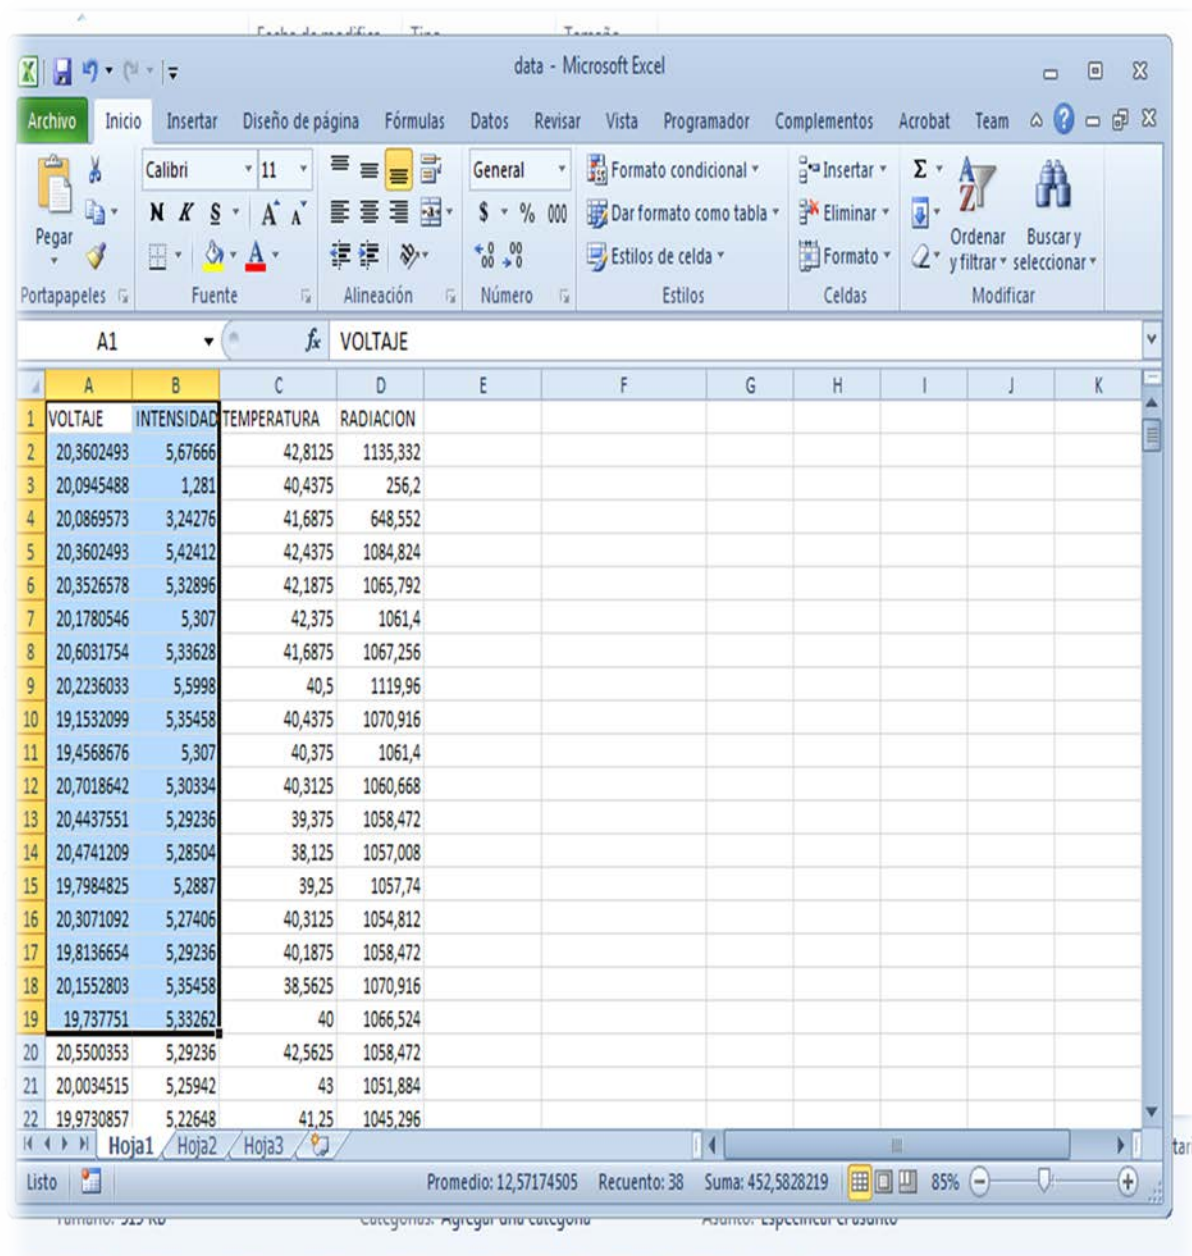 data - Microsoft Excel
Archivo Inicio Insertar Diseño de página Fórmulas Datos Revisar Vista Programador Complementos Acrobat Team
Calibri 11 General Formato condicional Insertar Σ
N K S A A $ % 000 Dar formato como tabla Eliminar
Pegar A Estilos de celda Formato Ordenar y filtrar Buscar y seleccionar
Portapapeles Fuente Alineación Número Estilos Celdas Modificar
A1 fx VOLTAJE
A B C D E F G H I J K
1 VOLTAJE INTENSIDAD TEMPERATURA RADIACION
2 20,3602493 5,67666 42,8125 1135,332
3 20,0945488 1,281 40,4375 256,2
4 20,0869573 3,24276 41,6875 648,552
5 20,3602493 5,42412 42,4375 1084,824
6 20,3526578 5,32896 42,1875 1065,792
7 20,1780546 5,307 42,375 1061,4
8 20,6031754 5,33628 41,6875 1067,256
9 20,2236033 5,5998 40,5 1119,96
10 19,1532099 5,35458 40,4375 1070,916
11 19,4568676 5,307 40,375 1061,4
12 20,7018642 5,30334 40,3125 1060,668
13 20,4437551 5,29236 39,375 1058,472
14 20,4741209 5,28504 38,125 1057,008
15 19,7984825 5,2887 39,25 1057,74
16 20,3071092 5,27406 40,3125 1054,812
17 19,8136654 5,29236 40,1875 1058,472
18 20,1552803 5,35458 38,5625 1070,916
19 19,737751 5,33262 40 1066,524
20 20,5500353 5,29236 42,5625 1058,472
21 20,0034515 5,25942 43 1051,884
22 19,9730857 5,22648 41,25 1045,296
Hoja1 Hoja2 Hoja3
Listo Promedio: 12,57174505 Recuento: 38 Suma: 452,5828219 85%